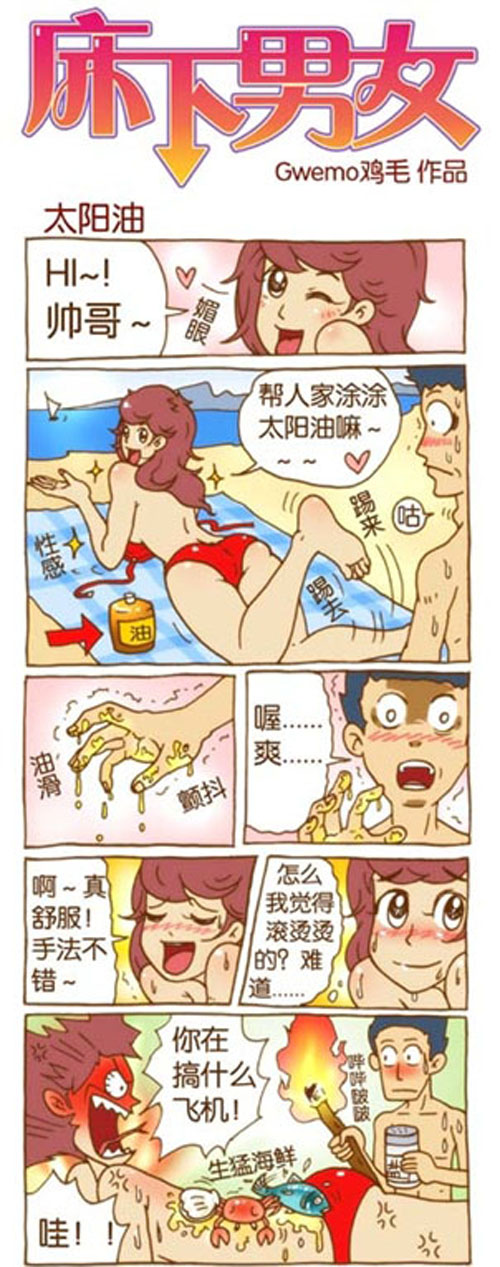 床下男女
Gwemo鸡毛 作品
太阳油
HI~!
帅哥~
媚眼
帮人家涂涂
太阳油嘛~
~~
性感
踢来
踢去
咕
油
油滑
颤抖
喔……
爽……
啊~真
舒服!
手法不
错~
怎么
我觉得
滚烫烫
的?难
道……
你在
搞什么
飞机!
哔哔啵啵
生猛海鲜
哇!!